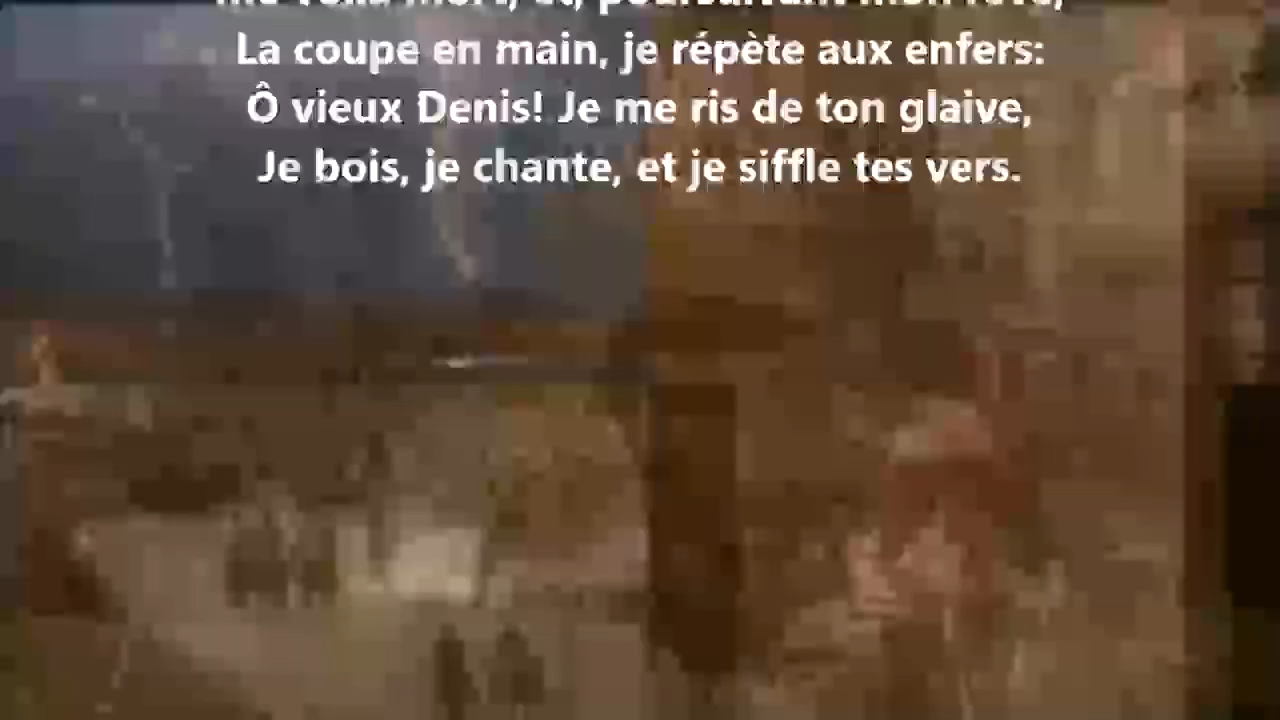 La coupe en main, je répète aux enfers:
Ô vieux Denis! Je me ris de ton glaive,
Je bois, je chante, et je siffle tes vers.